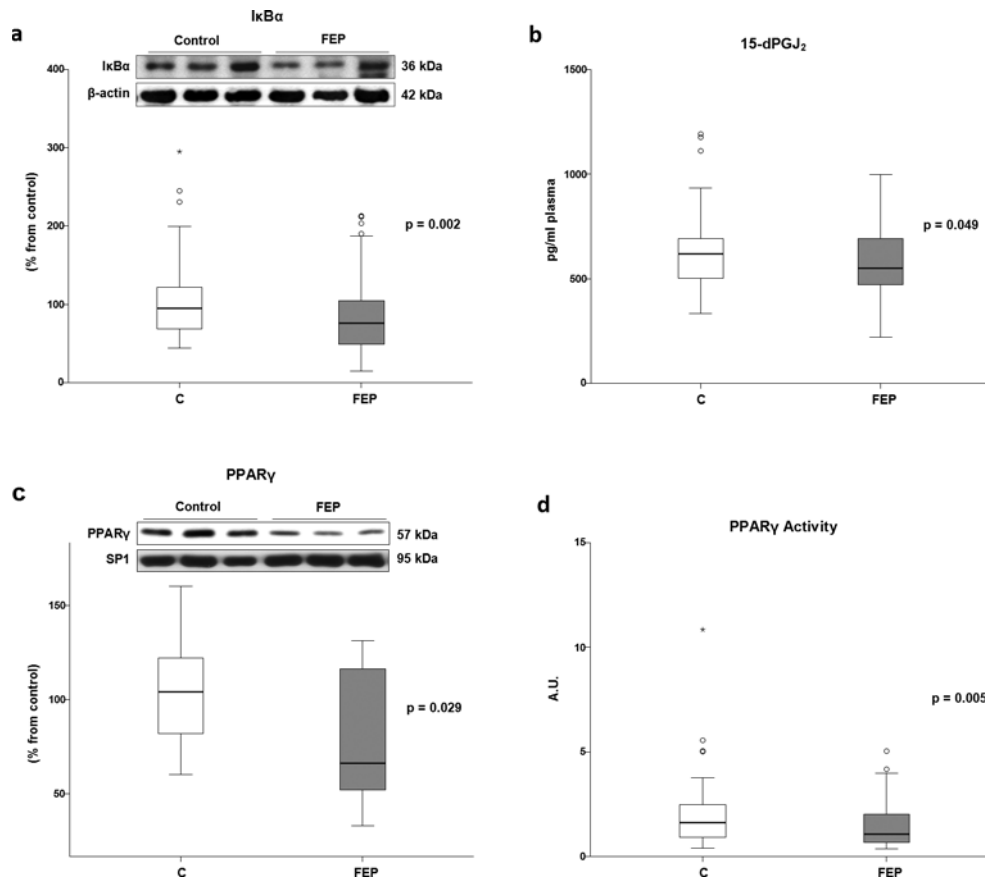 a
IκBα
Control FEP
IκBα 36 kDa
β-actin 42 kDa
400
300
200
100
0
(% from control)
*
p = 0.002
C FEP
b
15-dPGJ₂
1500
1000
500
0
pg/ml plasma
p = 0.049
C FEP
c
PPARγ
Control FEP
PPARγ 57 kDa
SP1 95 kDa
150
100
50
(% from control)
p = 0.029
C FEP
d
PPARγ Activity
15
10
5
0
A.U.
*
p = 0.005
C FEP